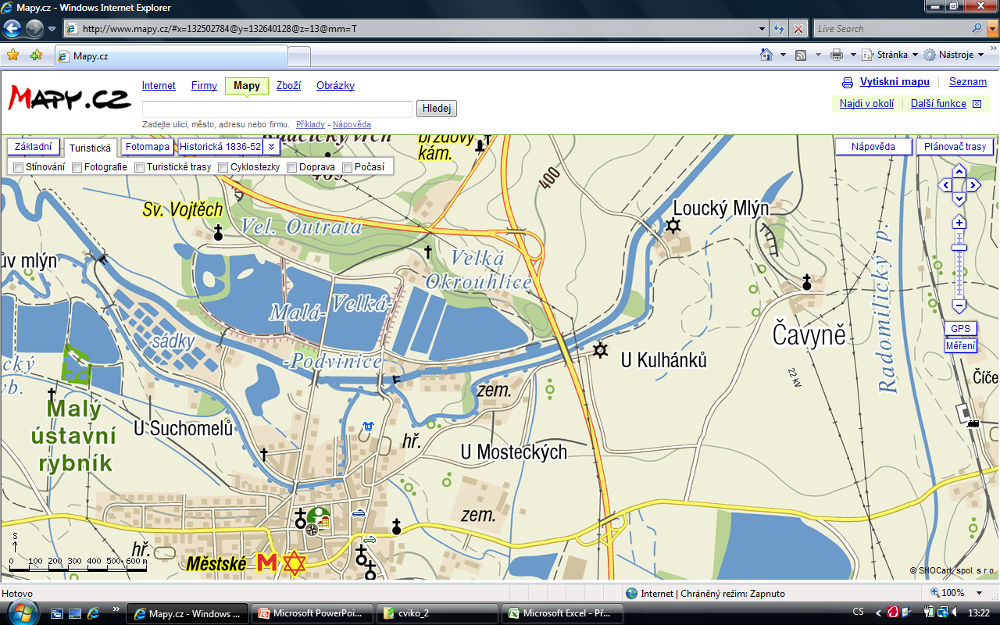 Mapy.cz - Windows Internet Explorer
http://www.mapy.cz/#x=132502784@y=132640128@z=13@mm=T
Live Search
Mapy.cz
Stránka
Nástroje
MAPY.CZ
Internet Firmy Mapy Zboží Obrázky
Hledej
Zadejte ulici, město, adresu nebo firmu. Příklady - Nápověda
Vytiskni mapu Seznam
Najdi v okolí Další funkce
Základní Turistická Fotomapa Historická 1836-52
Nápověda Plánovač trasy
Stínování Fotografie Turistické trasy Cyklostezky Doprava Počasí
brzdový
kám.
400
Sv. Vojtěch
Vel. Outrata
Loucký Mlýn
ův mlýn
Velká
Okrouhlice
Radomilický p.
Malá-
Velká-
-Podvinice
sádky
GPS
Měření
Čavyně
U Kulhánků
22 kV
Číče
cký
yb.
zem.
Malý
ústavní
rybník
U Suchomelů
hř.
U Mosteckých
zem.
S
hř.
0 100 200 300 400 500 600 m
Městské M
© SHOCart, spol. s r.o.
Hotovo
Internet | Chráněný režim: Zapnuto
100%
Mapy.cz - Windows ...
Microsoft PowerPoi...
cviko_2
Microsoft Excel - Př...
CS
13:22